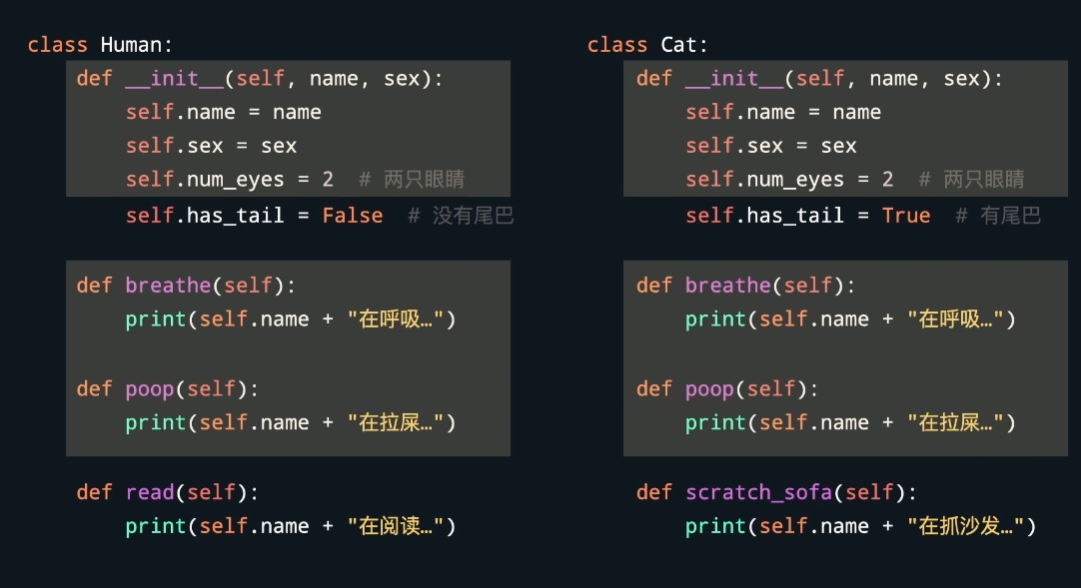 class Human:
    def __init__(self, name, sex):
        self.name = name
        self.sex = sex
        self.num_eyes = 2  # 两只眼睛
        self.has_tail = False  # 没有尾巴

    def breathe(self):
        print(self.name + "在呼吸…")

    def poop(self):
        print(self.name + "在拉屎…")

    def read(self):
        print(self.name + "在阅读…")

class Cat:
    def __init__(self, name, sex):
        self.name = name
        self.sex = sex
        self.num_eyes = 2  # 两只眼睛
        self.has_tail = True  # 有尾巴

    def breathe(self):
        print(self.name + "在呼吸…")

    def poop(self):
        print(self.name + "在拉屎…")

    def scratch_sofa(self):
        print(self.name + "在抓沙发…")